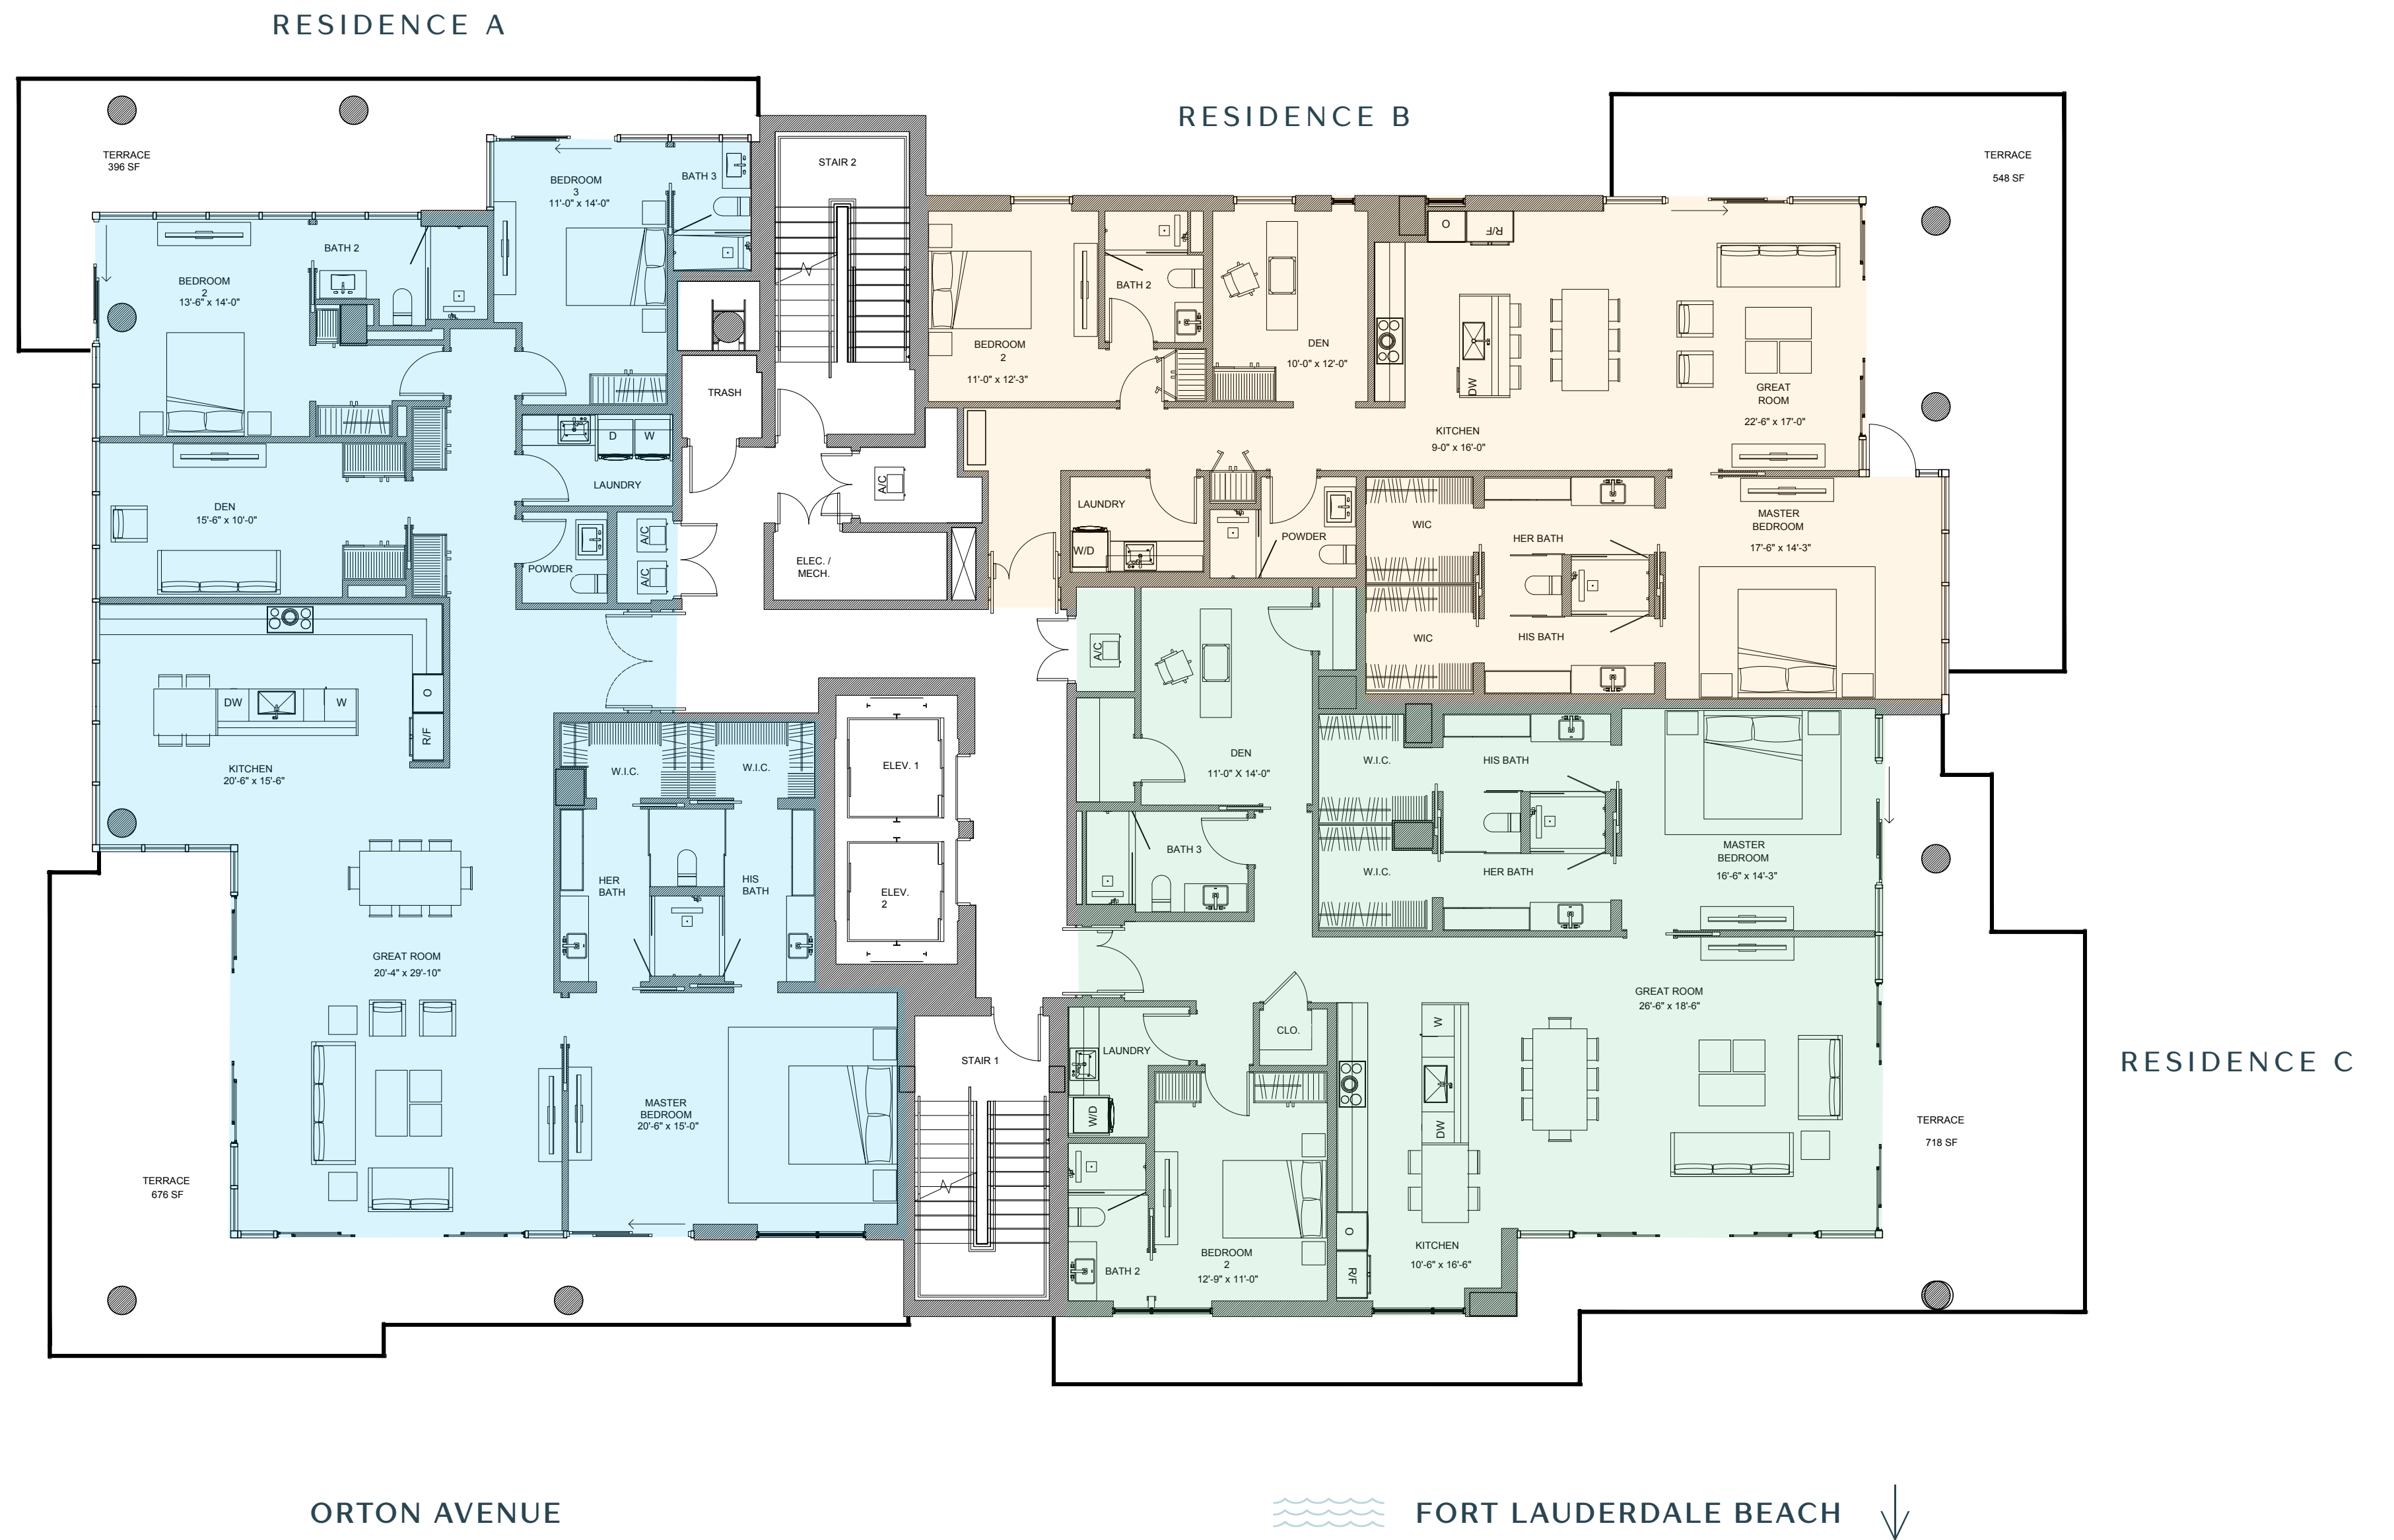 RESIDENCE A
RESIDENCE B
TERRACE
396 SF
BEDROOM
3
11'-0" x 14'-0"
BATH 3
STAIR 2
TERRACE
548 SF
BATH 2
BEDROOM
2
13'-6" x 14'-0"
O
R/F
BATH 2
BEDROOM
2
11'-0" x 12'-3"
DEN
10'-0" x 12'-0"
DW
GREAT
ROOM
22'-6" x 17'-0"
TRASH
KITCHEN
9-0" x 16'-0"
D
W
LAUNDRY
A/C
DEN
15'-6" x 10'-0"
LAUNDRY
W/D
POWDER
WIC
HER BATH
MASTER
BEDROOM
17'-6" x 14'-3"
A/C
A/C
POWDER
ELEC. /
MECH.
WIC
HIS BATH
A/C
DW
W
O
R/F
KITCHEN
20'-6" x 15'-6"
W.I.C.
W.I.C.
ELEV. 1
DEN
11'-0" X 14'-0"
W.I.C.
HIS BATH
HER
BATH
HIS
BATH
ELEV.
2
BATH 3
W.I.C.
HER BATH
MASTER
BEDROOM
16'-6" x 14'-3"
GREAT ROOM
20'-4" x 29'-10"
GREAT ROOM
26'-6" x 18'-6"
STAIR 1
LAUNDRY
CLO.
W
RESIDENCE C
MASTER
BEDROOM
20'-6" x 15'-0"
W/D
DW
TERRACE
718 SF
TERRACE
676 SF
O
R/F
BATH 2
BEDROOM
2
12'-9" x 11'-0"
KITCHEN
10'-6" x 16'-6"
ORTON AVENUE
FORT LAUDERDALE BEACH